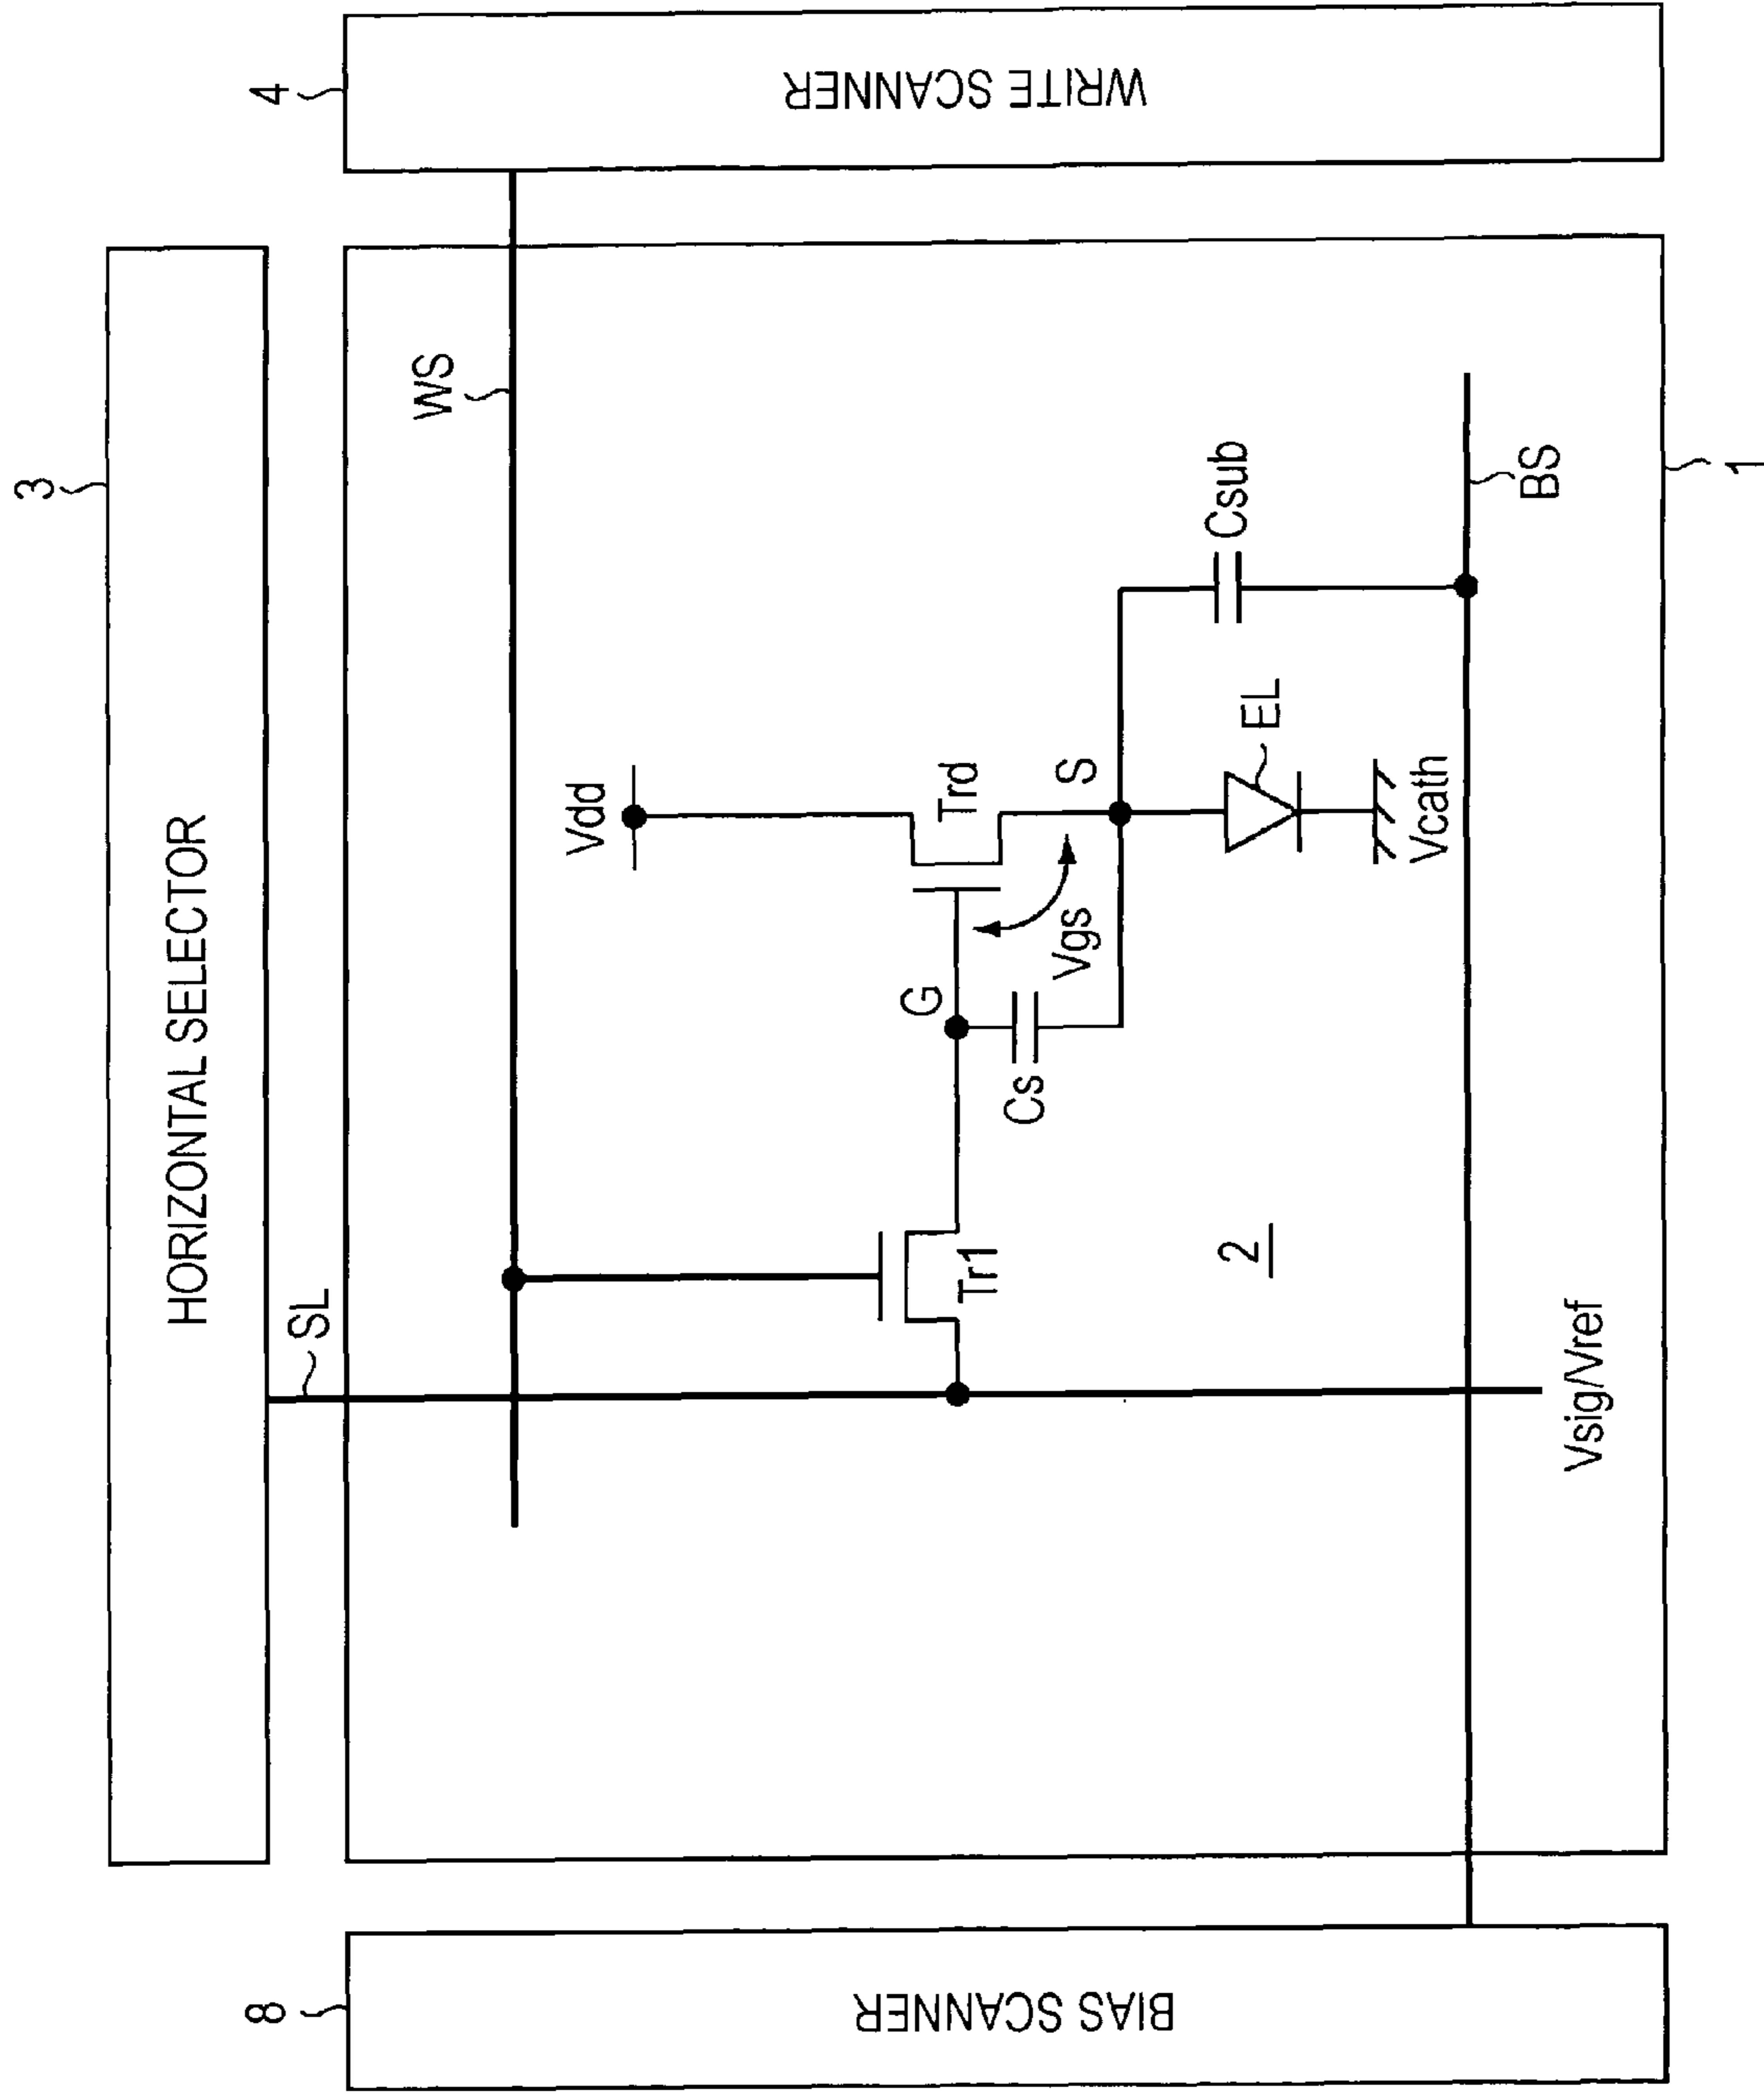 3
HORIZONTAL SELECTOR
8
SL
4
WS
Vdd
BIAS SCANNER
WRITE SCANNER
G
Trd
Tr1
Cs
Vgs
S
Csub
2
EL
Vcath
BS
Vsig/Vref
1